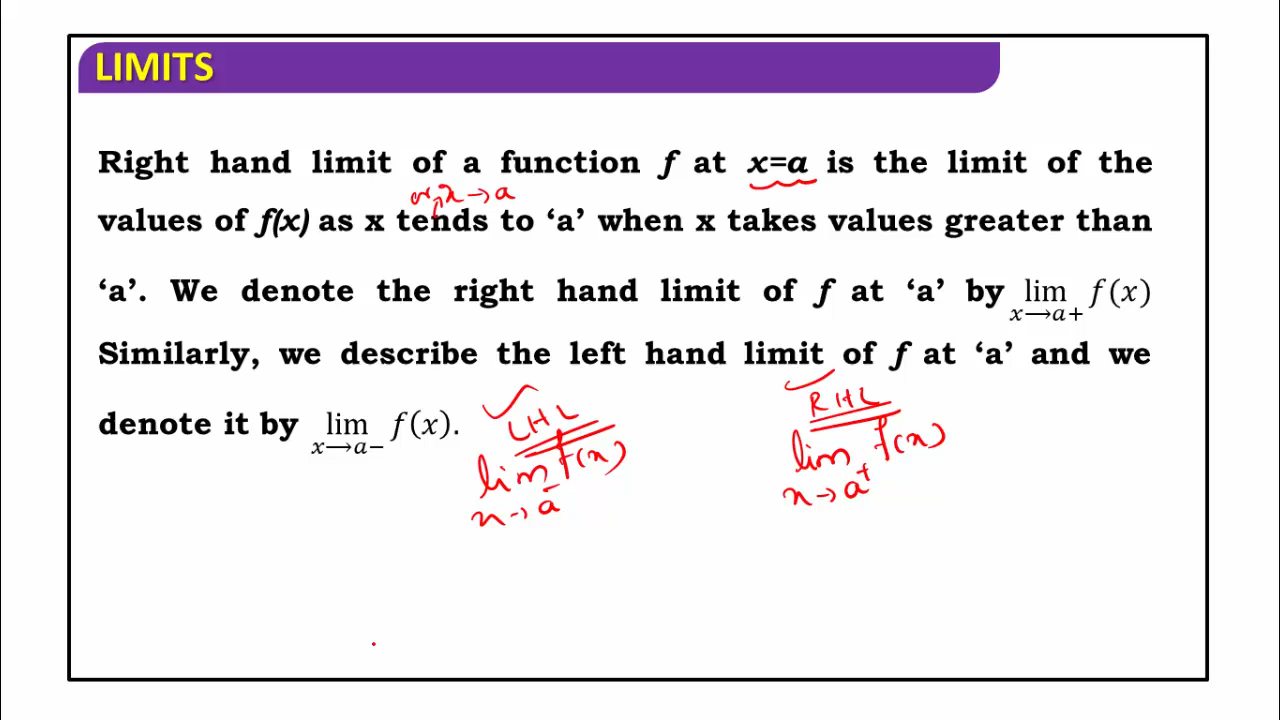 LIMITS
Right hand limit of a function f at x=a is the limit of the
x→a
values of f(x) as x tends to ‘a’ when x takes values greater than
‘a’. We denote the right hand limit of f at ‘a’ by lim f(x)
x⟶a+
Similarly, we describe the left hand limit of f at ‘a’ and we
denote it by lim f(x).
x⟶a−
LHL
lim f(x)
x→a⁻
RHL
lim f(x)
x→a⁺